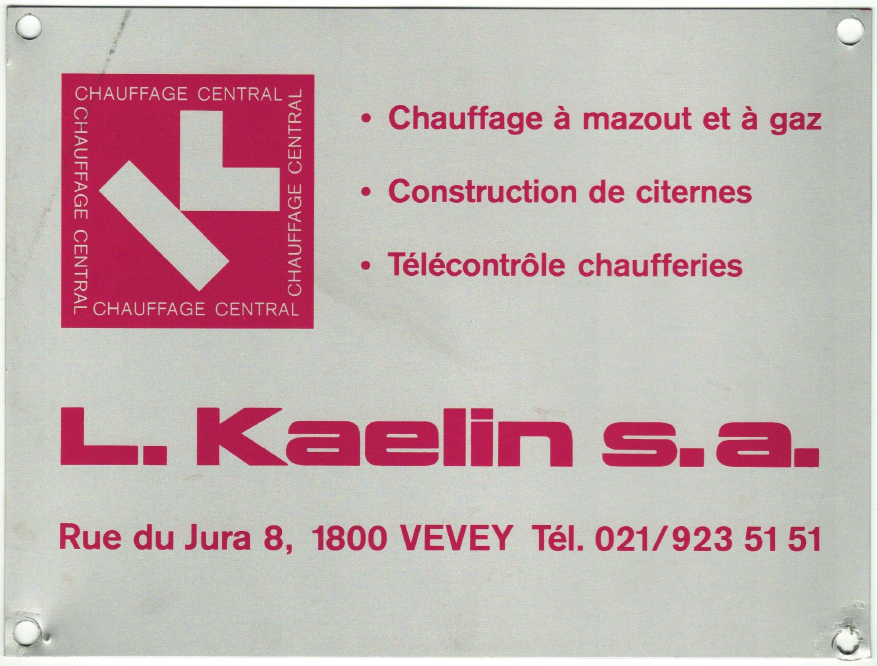 CHAUFFAGE CENTRAL
CHAUFFAGE CENTRAL
CHAUFFAGE CENTRAL
CHAUFFAGE CENTRAL
• Chauffage à mazout et à gaz
• Construction de citernes
• Télécontrôle chaufferies
L. Kaelin s.a.
Rue du Jura 8, 1800 VEVEY Tél. 021/923 51 51